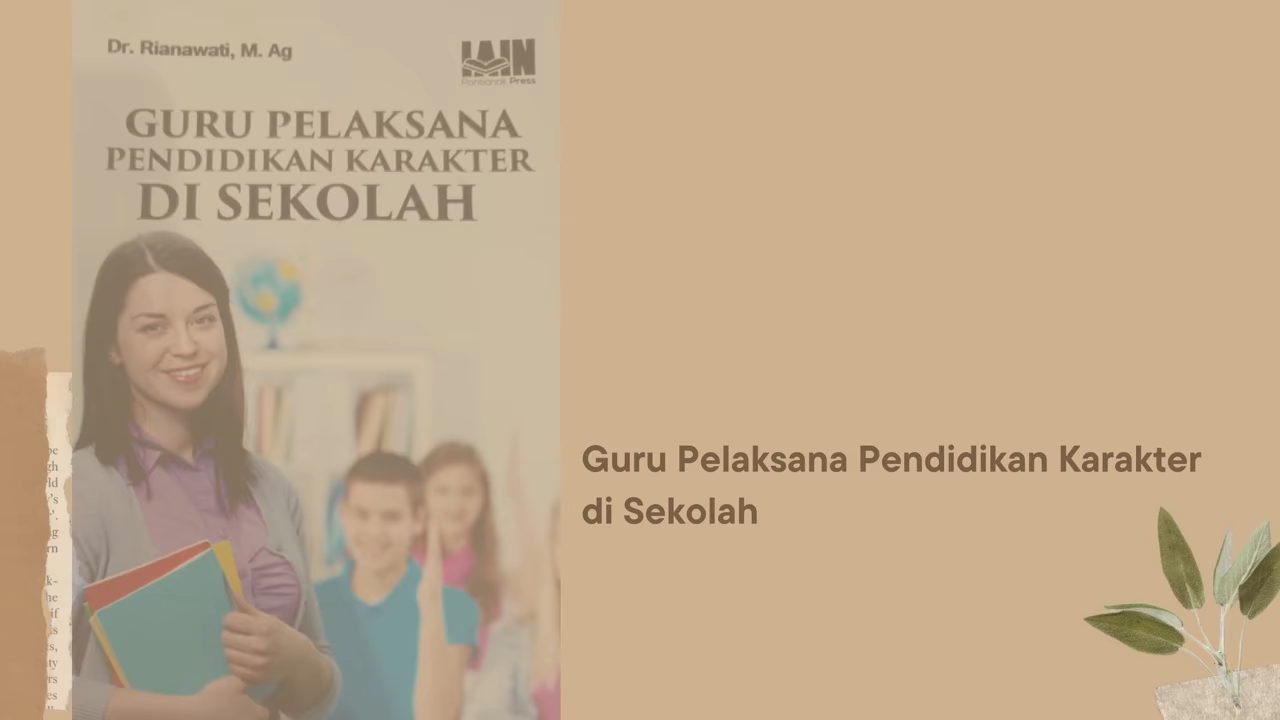 Dr. Rianawati, M. Ag
IAIN
Pontianak Press
GURU PELAKSANA
PENDIDIKAN KARAKTER
DI SEKOLAH
Guru Pelaksana Pendidikan Karakter
di Sekolah